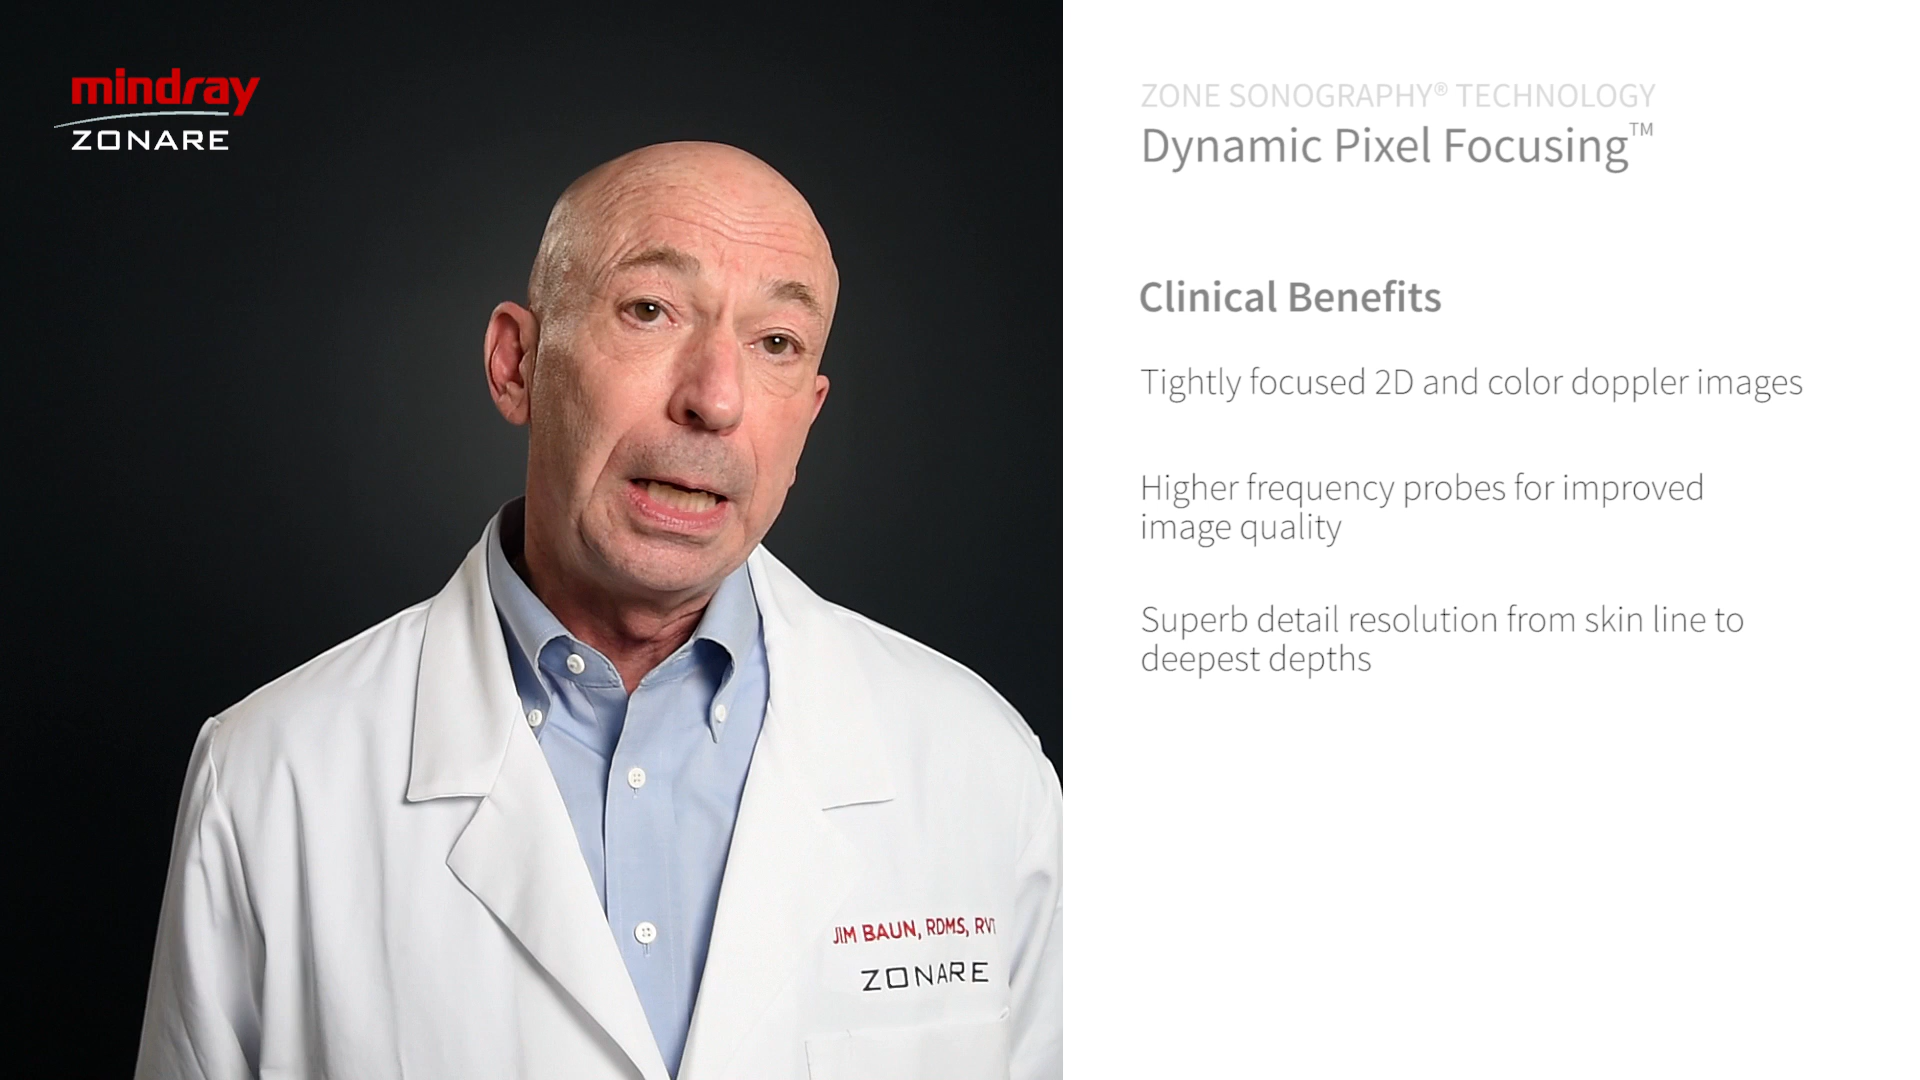 mindray
ZONARE
ZONE SONOGRAPHY® TECHNOLOGY
Dynamic Pixel Focusing™
Clinical Benefits
Tightly focused 2D and color doppler images
Higher frequency probes for improved
image quality
Superb detail resolution from skin line to
deepest depths
JIM BAUN, RDMS, RVT
ZONARE